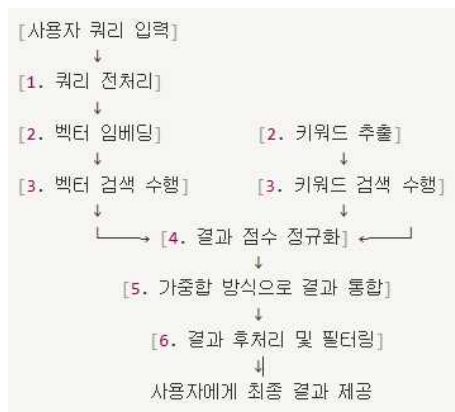 [사용자 쿼리 입력]
↓
[1. 쿼리 전처리]
↓
[2. 벡터 임베딩] [2. 키워드 추출]
↓ ↓
[3. 벡터 검색 수행] [3. 키워드 검색 수행]
↓ ↓
└──→ [4. 결과 점수 정규화] ←──┘
↓
[5. 가중합 방식으로 결과 통합]
↓
[6. 결과 후처리 및 필터링]
↓
사용자에게 최종 결과 제공